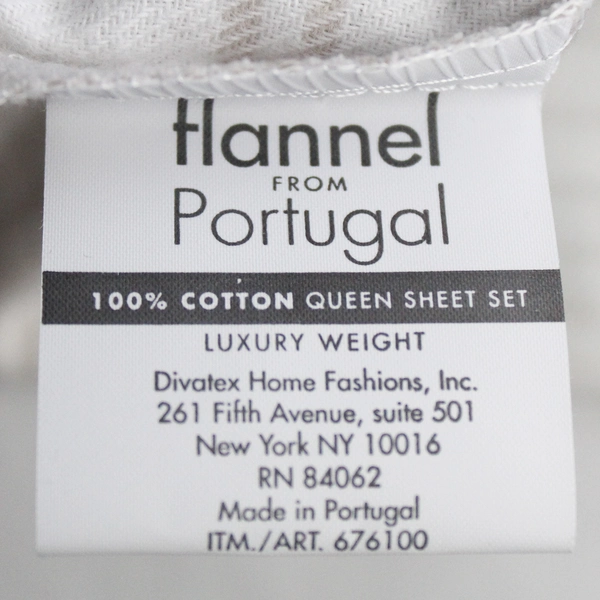 flannel
FROM
Portugal
100% COTTON QUEEN SHEET SET
LUXURY WEIGHT
Divatex Home Fashions, Inc.
261 Fifth Avenue, suite 501
New York NY 10016
RN 84062
Made in Portugal
ITM./ART. 676100